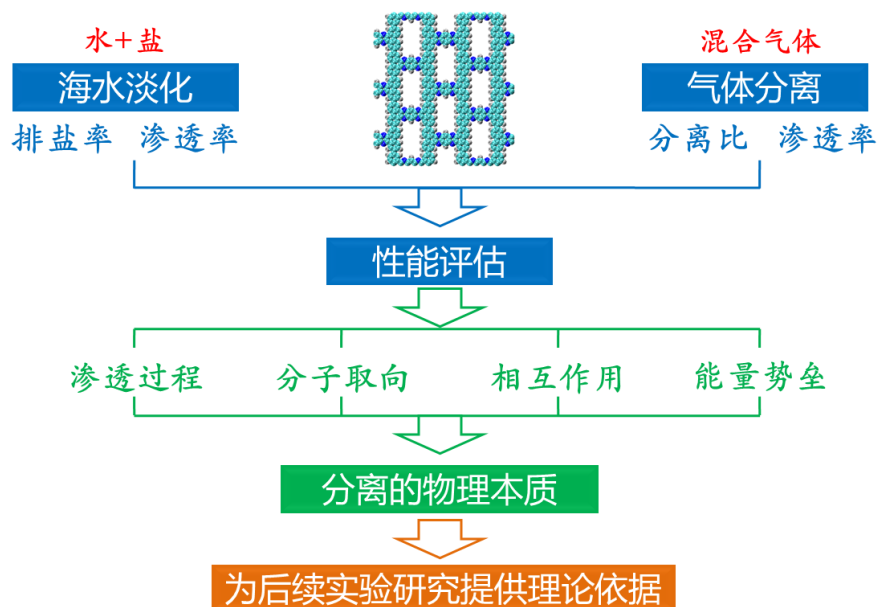 水+盐
混合气体
海水淡化
气体分离
排盐率 渗透率
分离比 渗透率
性能评估
渗透过程 分子取向 相互作用 能量势垒
分离的物理本质
为后续实验研究提供理论依据